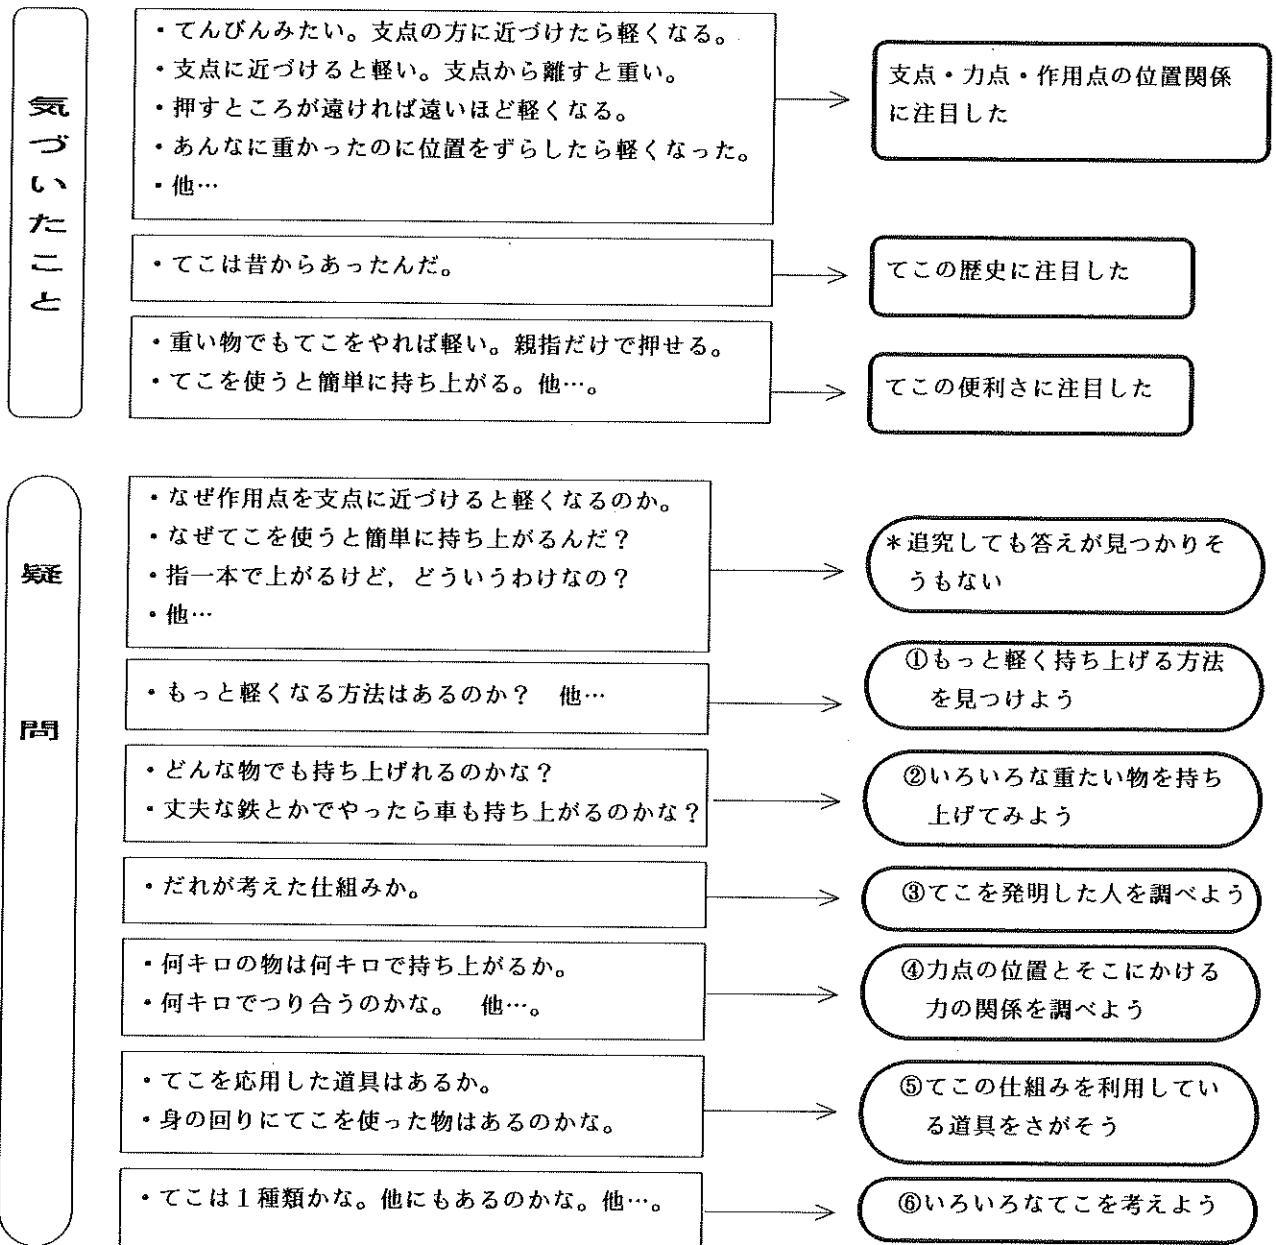 気づいたこと
・てんびんみたい。支点の方に近づけたら軽くなる。
・支点に近づけると軽い。支点から離すと重い。
・押すところが遠ければ遠いほど軽くなる。
・あんなに重かったのに位置をずらしたら軽くなった。
・他…
支点・力点・作用点の位置関係
に注目した
・てこは昔からあったんだ。
てこの歴史に注目した
・重い物でもてこをやれば軽い。親指だけで押せる。
・てこを使うと簡単に持ち上がる。他…。
てこの便利さに注目した
疑問
・なぜ作用点を支点に近づけると軽くなるのか。
・なぜてこを使うと簡単に持ち上がるんだ？
・指一本で上がるけど，どういうわけなの？
・他…
＊追究しても答えが見つかりそ
うもない
・もっと軽くなる方法はあるのか？　他…
①もっと軽く持ち上げる方法
を見つけよう
・どんな物でも持ち上げれるのかな？
・丈夫な鉄とかでやったら車も持ち上がるのかな？
②いろいろな重たい物を持ち
上げてみよう
・だれが考えた仕組みか。
③てこを発明した人を調べよう
・何キロの物は何キロで持ち上がるか。
・何キロでつり合うのかな。　他…。
④力点の位置とそこにかける
力の関係を調べよう
・てこを応用した道具はあるか。
・身の回りにてこを使った物はあるのかな。
⑤てこの仕組みを利用してい
る道具をさがそう
・てこは１種類かな。他にもあるのかな。他…。
⑥いろいろなてこを考えよう